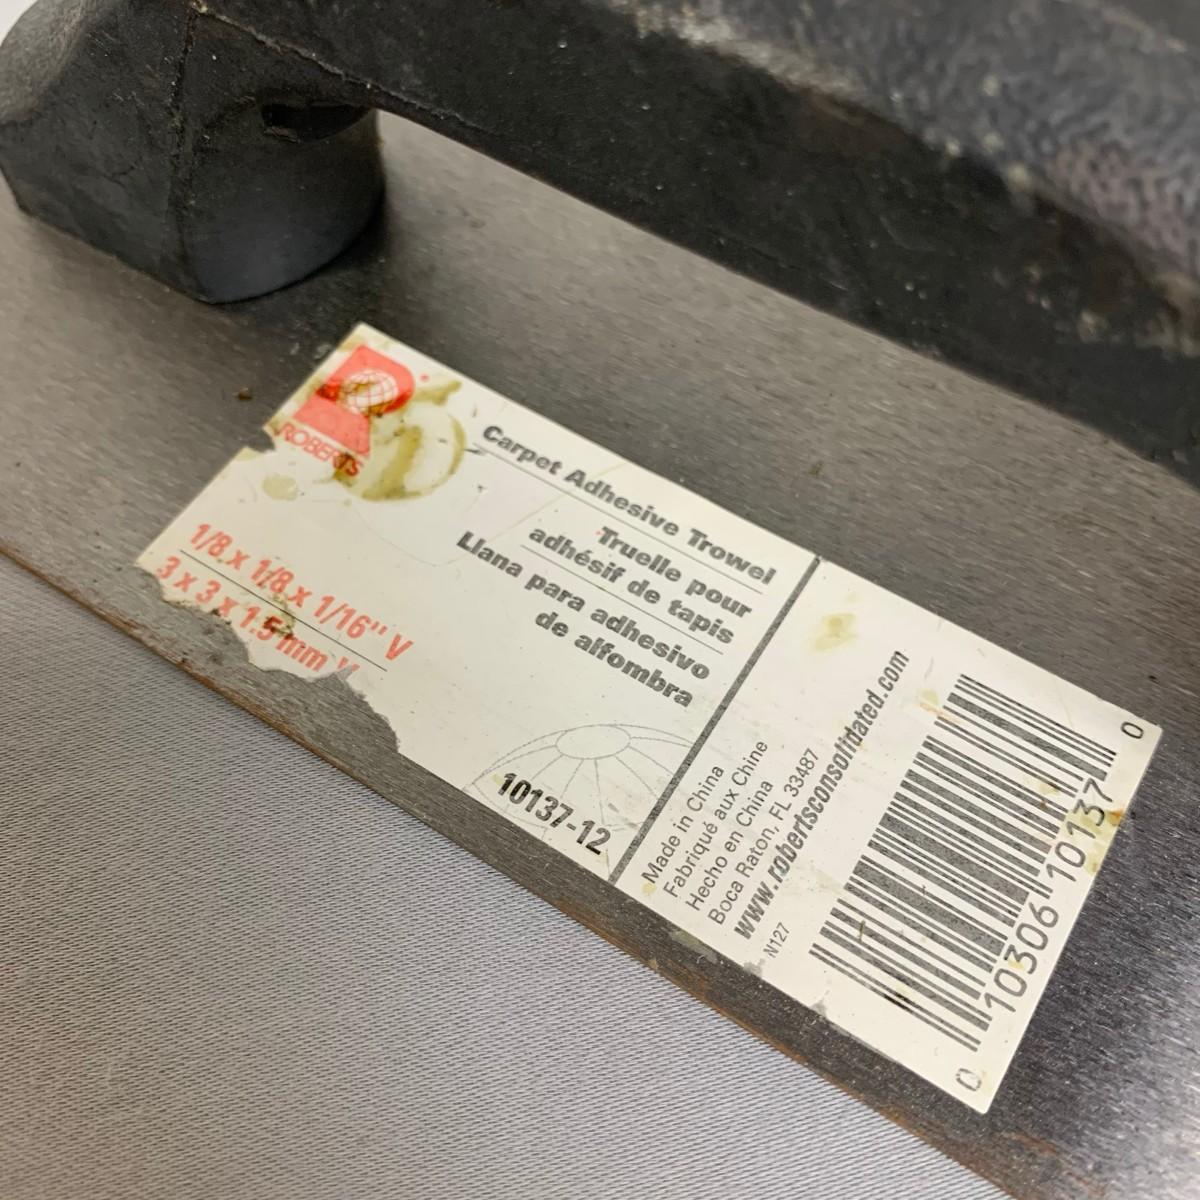 ROBERTS
Carpet Adhesive Trowel
Truelle pour
adhésif de tapis
Llana para adhesivo
de alfombra
1/8 x 1/8 x 1/16" V
3 x 3 x 1.5 mm V
10137-12
Made in China
Fabriqué aux Chine
Hecho en China
Boca Raton, FL 33487
www.robertsconsolidated.com
N127
0 10306 10137 0